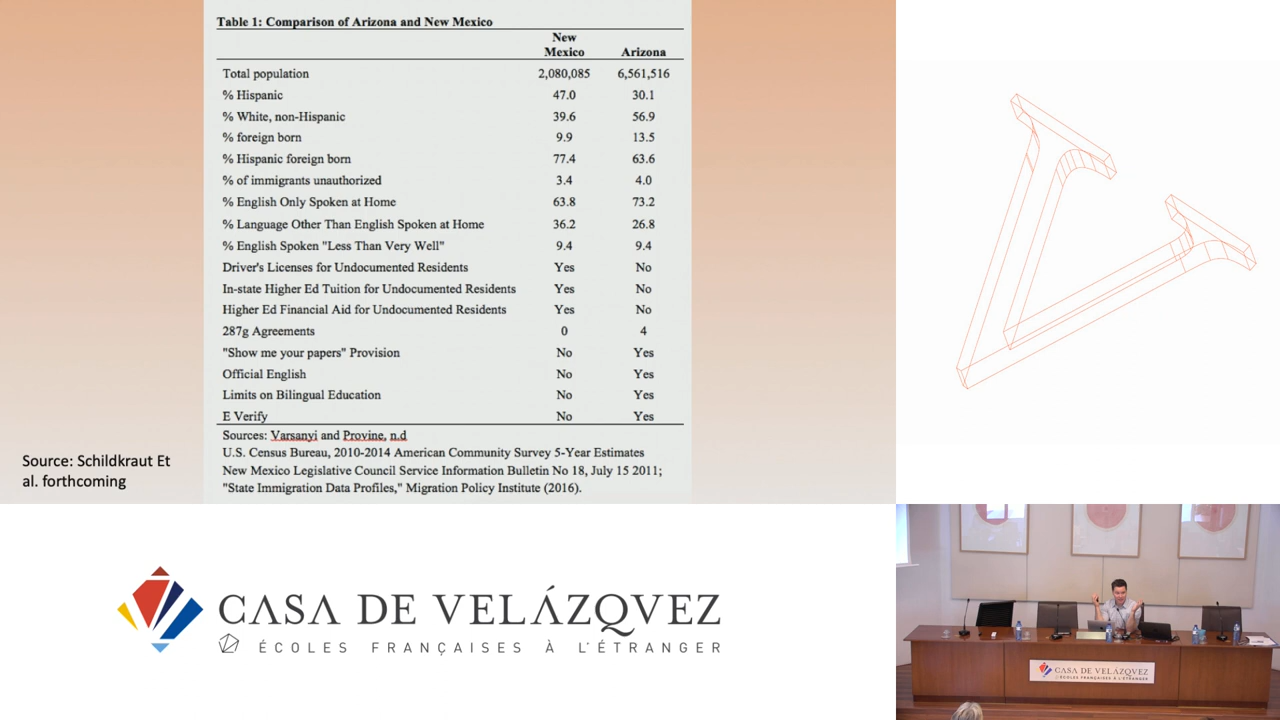 Table 1: Comparison of Arizona and New Mexico
New Mexico Arizona
Total population 2,080,085 6,561,516
% Hispanic 47.0 30.1
% White, non-Hispanic 39.6 56.9
% foreign born 9.9 13.5
% Hispanic foreign born 77.4 63.6
% of immigrants unauthorized 3.4 4.0
% English Only Spoken at Home 63.8 73.2
% Language Other Than English Spoken at Home 36.2 26.8
% English Spoken "Less Than Very Well" 9.4 9.4
Driver's Licenses for Undocumented Residents Yes No
In-state Higher Ed Tuition for Undocumented Residents Yes No
Higher Ed Financial Aid for Undocumented Residents Yes No
287g Agreements 0 4
"Show me your papers" Provision No Yes
Official English No Yes
Limits on Bilingual Education No Yes
E Verify No Yes
Sources: Varsanyi and Provine, n.d
U.S. Census Bureau, 2010-2014 American Community Survey 5-Year Estimates
New Mexico Legislative Council Service Information Bulletin No 18, July 15 2011;
"State Immigration Data Profiles," Migration Policy Institute (2016).
Source: Schildkraut Et
al. forthcoming
CASA DE VELÁZQVEZ
ÉCOLES FRANÇAISES À L'ÉTRANGER
CASA DE VELÁZQVEZ
ÉCOLES FRANÇAISES À L'ÉTRANGER